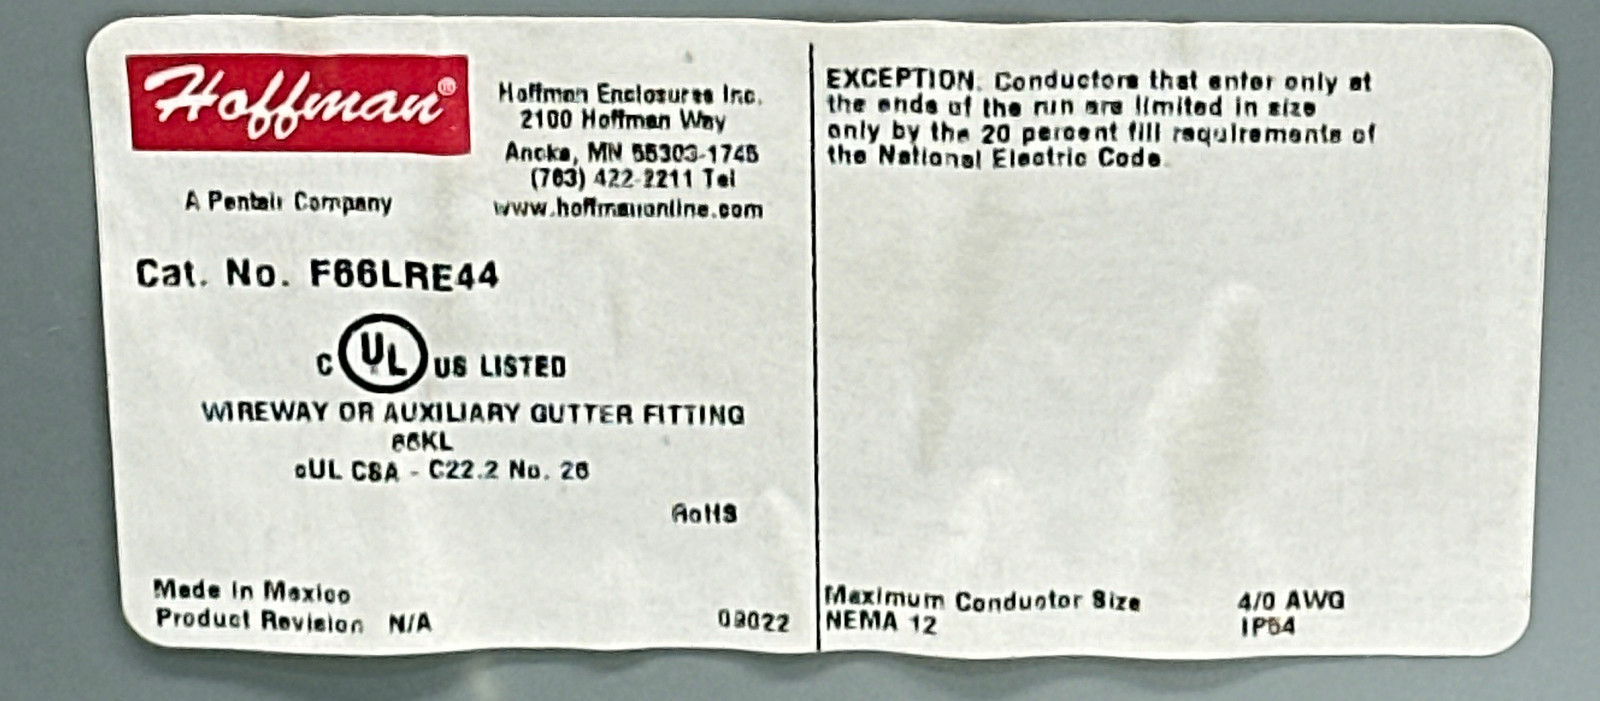 Hoffman®
A Pentair Company
Hoffman Enclosures Inc.
2100 Hoffman Way
Anoka, MN 55303-1745
(763) 422-2211 Tel
www.hoffmanonline.com
Cat. No. F66LRE44
C UL US LISTED
WIREWAY OR AUXILIARY GUTTER FITTING
66KL
cUL CSA - C22.2 No. 26
RoHS
Made in Mexico
Product Revision N/A
EXCEPTION: Conductors that enter only at
the ends of the run are limited in size
only by the 20 percent fill requirements of
the National Electric Code
Maximum Conductor Size 4/0 AWG
NEMA 12 IP54